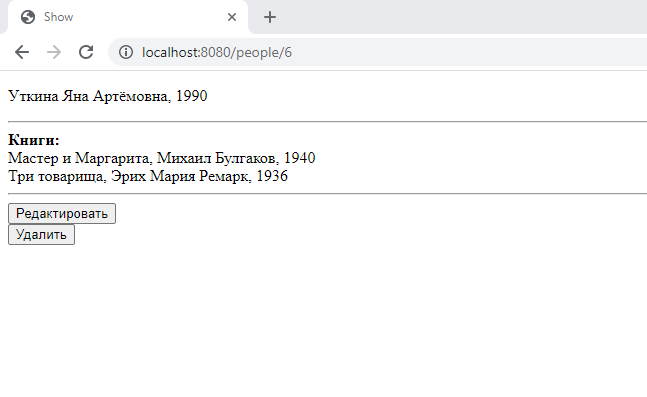 Show
localhost:8080/people/6
Уткина Яна Артёмовна, 1990
Книги:
Мастер и Маргарита, Михаил Булгаков, 1940
Три товарища, Эрих Мария Ремарк, 1936
Редактировать
Удалить